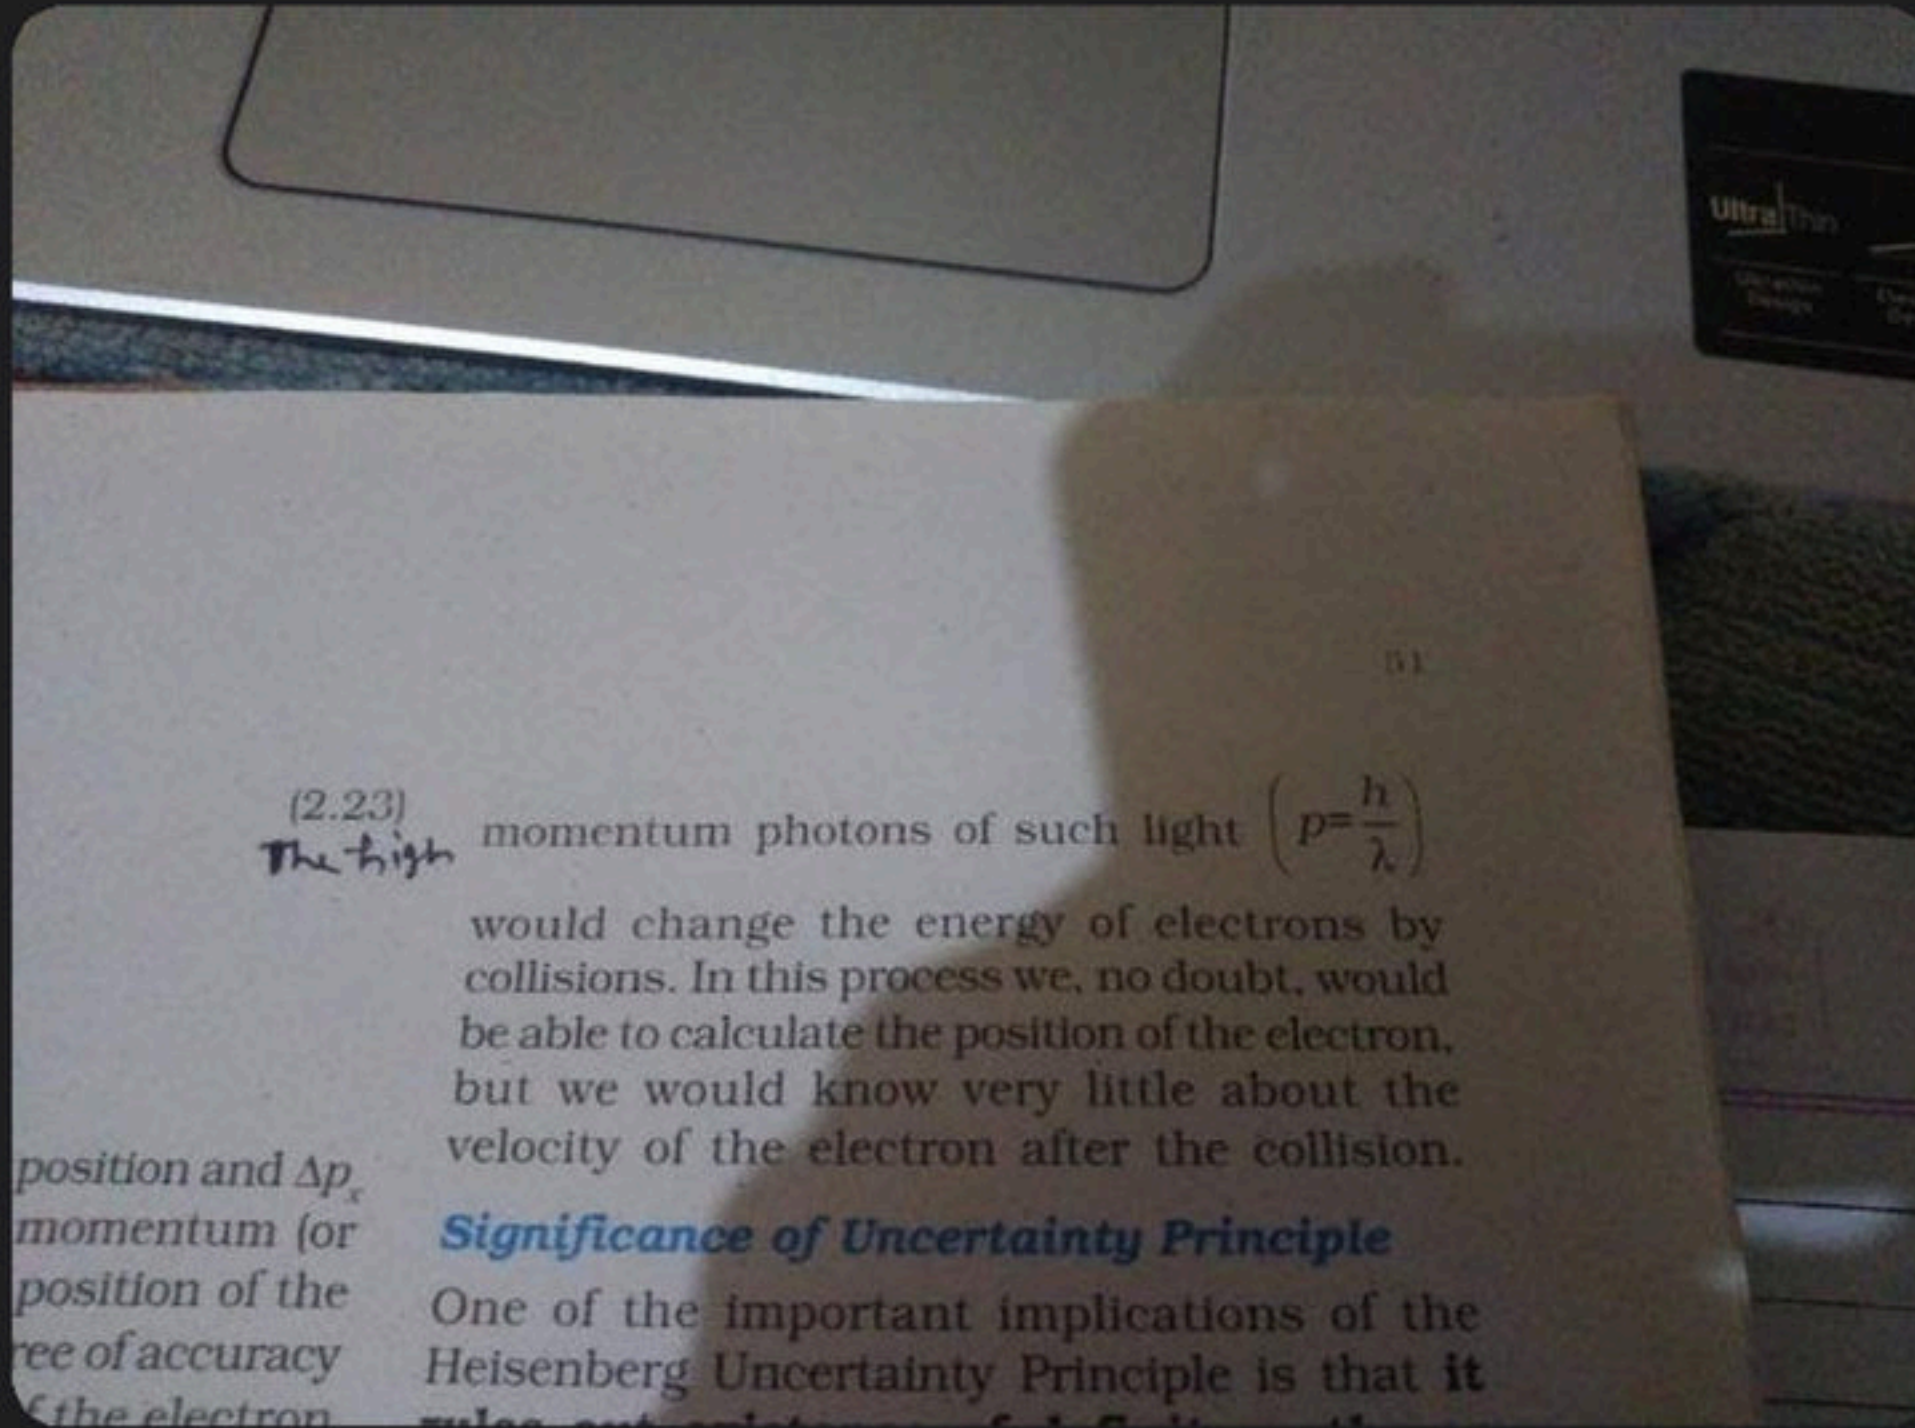 Ultra Thin
51
(2.23)
The high
momentum photons of such light (p=h/λ)
would change the energy of electrons by
collisions. In this process we, no doubt, would
be able to calculate the position of the electron,
but we would know very little about the
velocity of the electron after the collision.
position and Δpₓ
momentum (or
position of the
ree of accuracy
f the electron
Significance of Uncertainty Principle
One of the important implications of the
Heisenberg Uncertainty Principle is that it